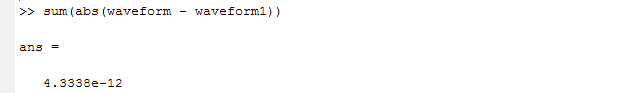 >> sum(abs(waveform - waveform1))
ans =
4.3338e-12